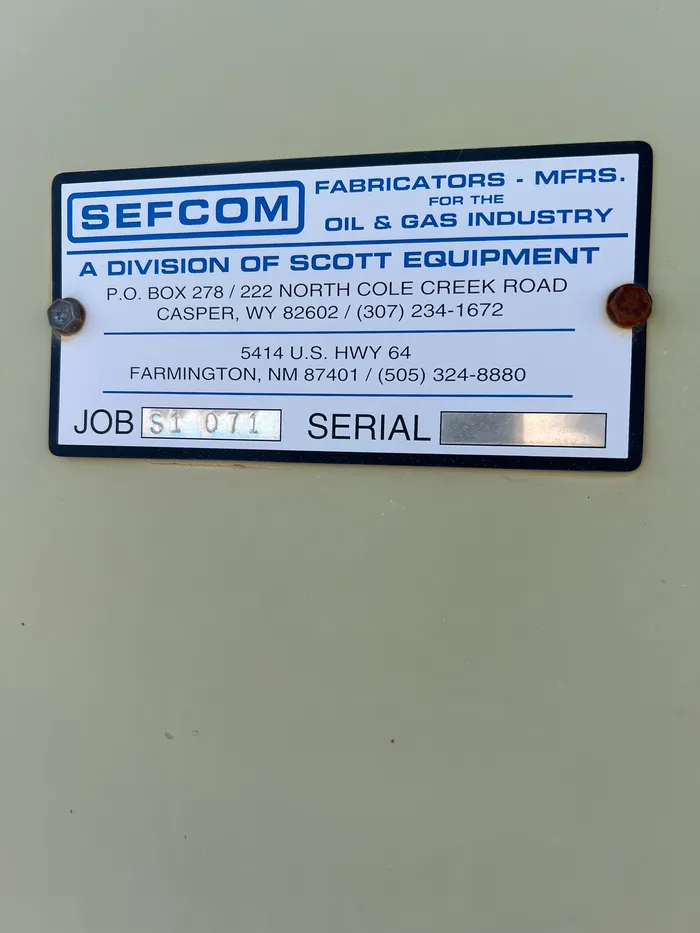 SEFCOM
FABRICATORS - MFRS.
FOR THE
OIL & GAS INDUSTRY
A DIVISION OF SCOTT EQUIPMENT
P.O. BOX 278 / 222 NORTH COLE CREEK ROAD
CASPER, WY 82602 / (307) 234-1672
5414 U.S. HWY 64
FARMINGTON, NM 87401 / (505) 324-8880
JOB S1 071 SERIAL